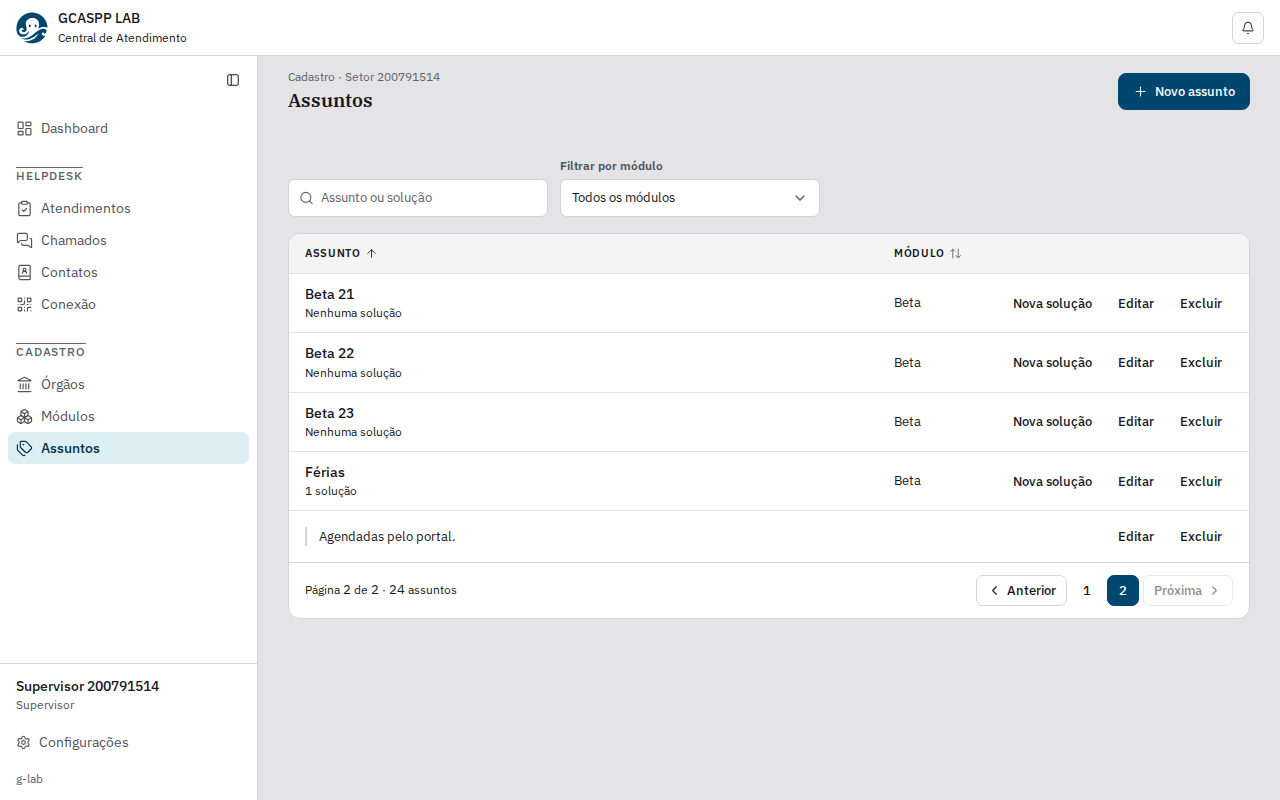 GCASPP LAB
Central de Atendimento
Dashboard
HELPDESK
Atendimentos
Chamados
Contatos
Conexão
CADASTRO
Órgãos
Módulos
Assuntos
Supervisor 200791514
Supervisor
Configurações
g-lab
Cadastro · Setor 200791514
Assuntos
Novo assunto
Filtrar por módulo
Assunto ou solução
Todos os módulos
ASSUNTO MÓDULO
Beta 21
Nenhuma solução
Beta Nova solução Editar Excluir
Beta 22
Nenhuma solução
Beta Nova solução Editar Excluir
Beta 23
Nenhuma solução
Beta Nova solução Editar Excluir
Férias
1 solução
Beta Nova solução Editar Excluir
Agendadas pelo portal. Editar Excluir
Página 2 de 2 · 24 assuntos Anterior 1 2 Próxima